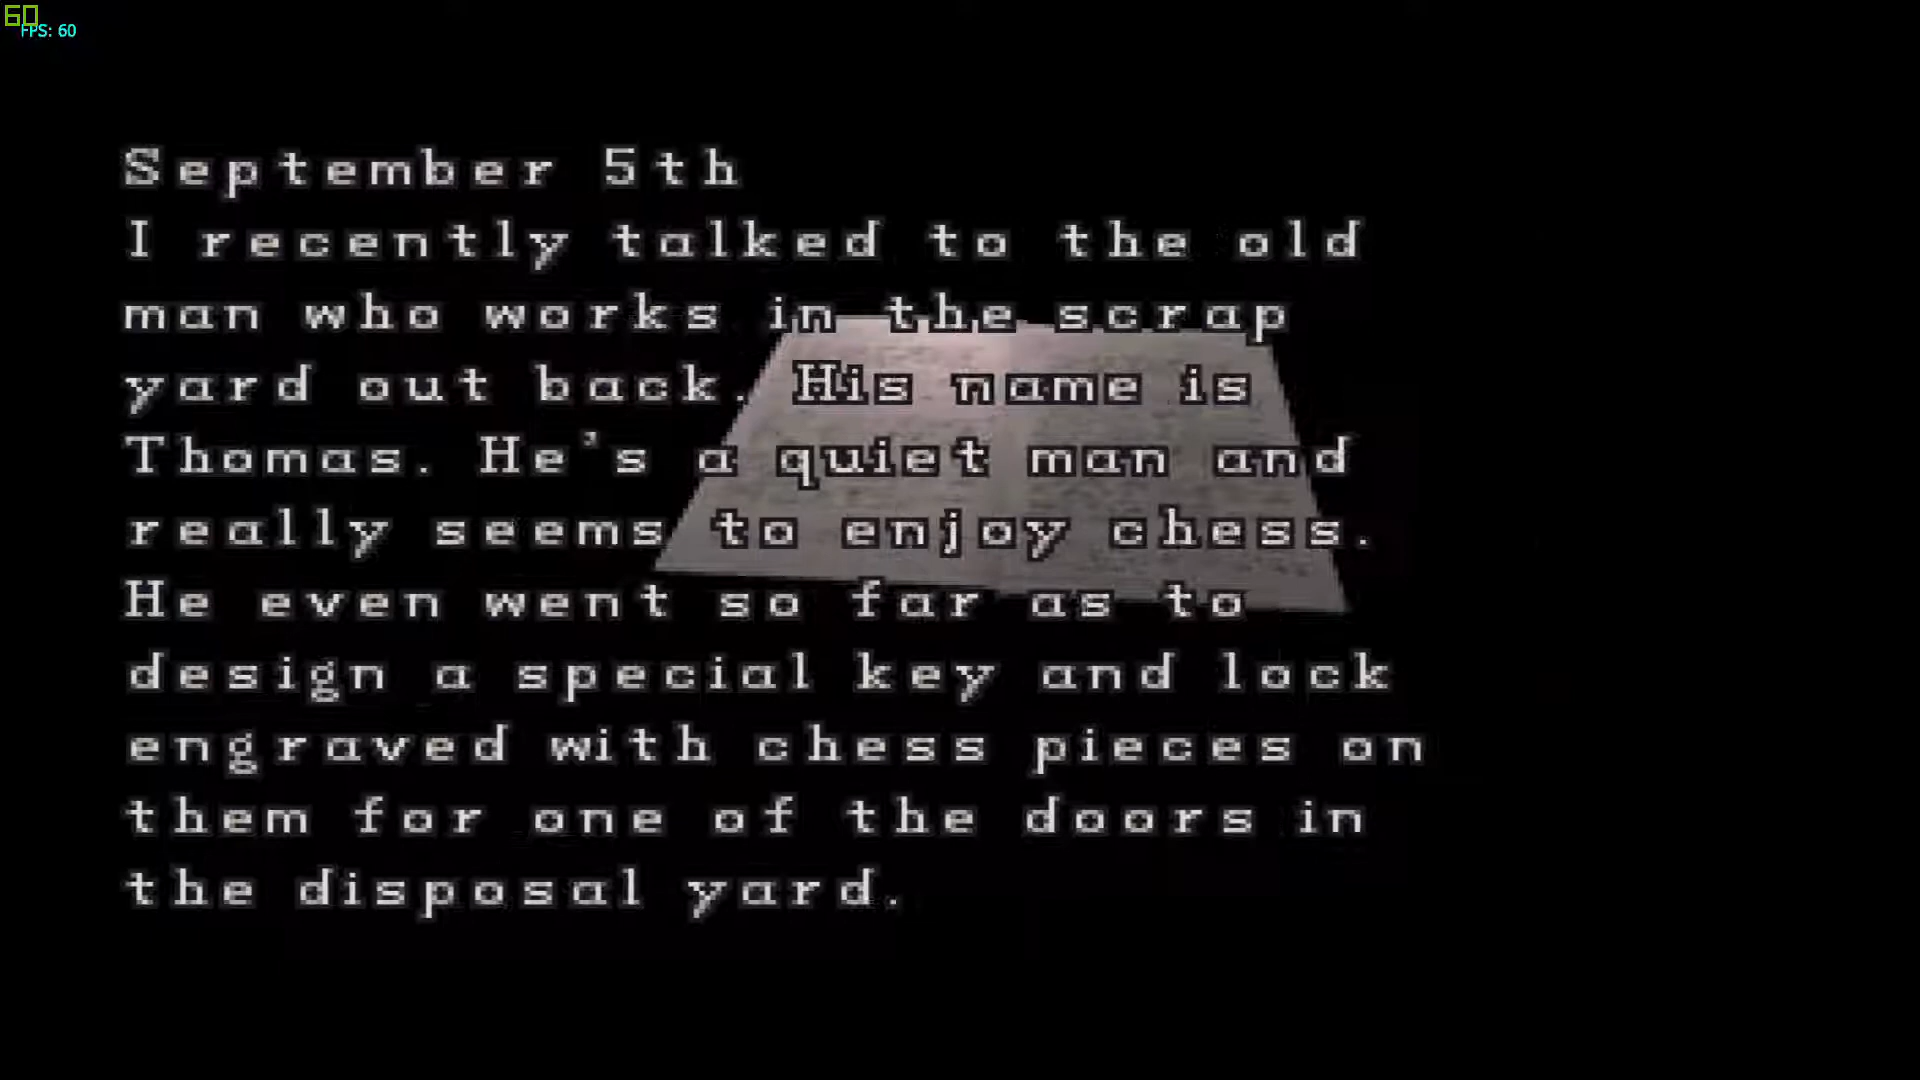 60
FPS: 60
September 5th
I recently talked to the old
man who works in the scrap
yard out back. His name is
Thomas. He's a quiet man and
really seems to enjoy chess.
He even went so far as to
design a special key and lock
engraved with chess pieces on
them for one of the doors in
the disposal yard.